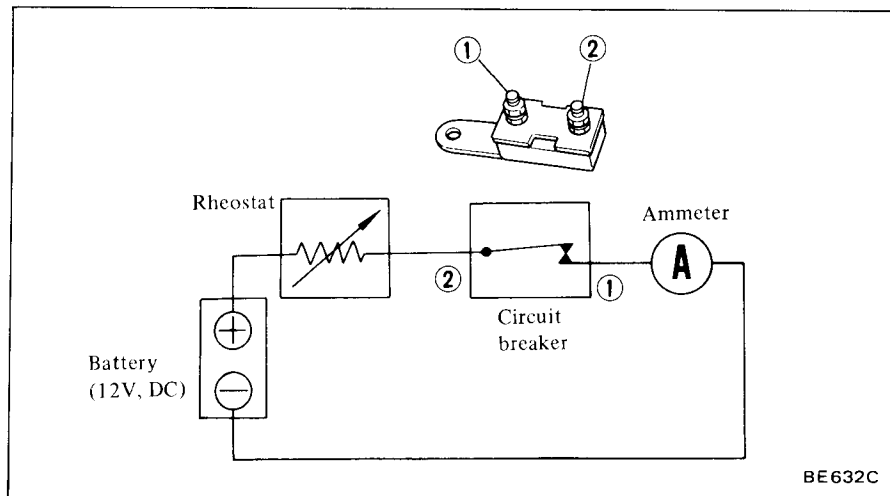 ① ②
Rheostat
Ammeter
A
②
①
Circuit
breaker
Battery
(12V, DC)
BE632C